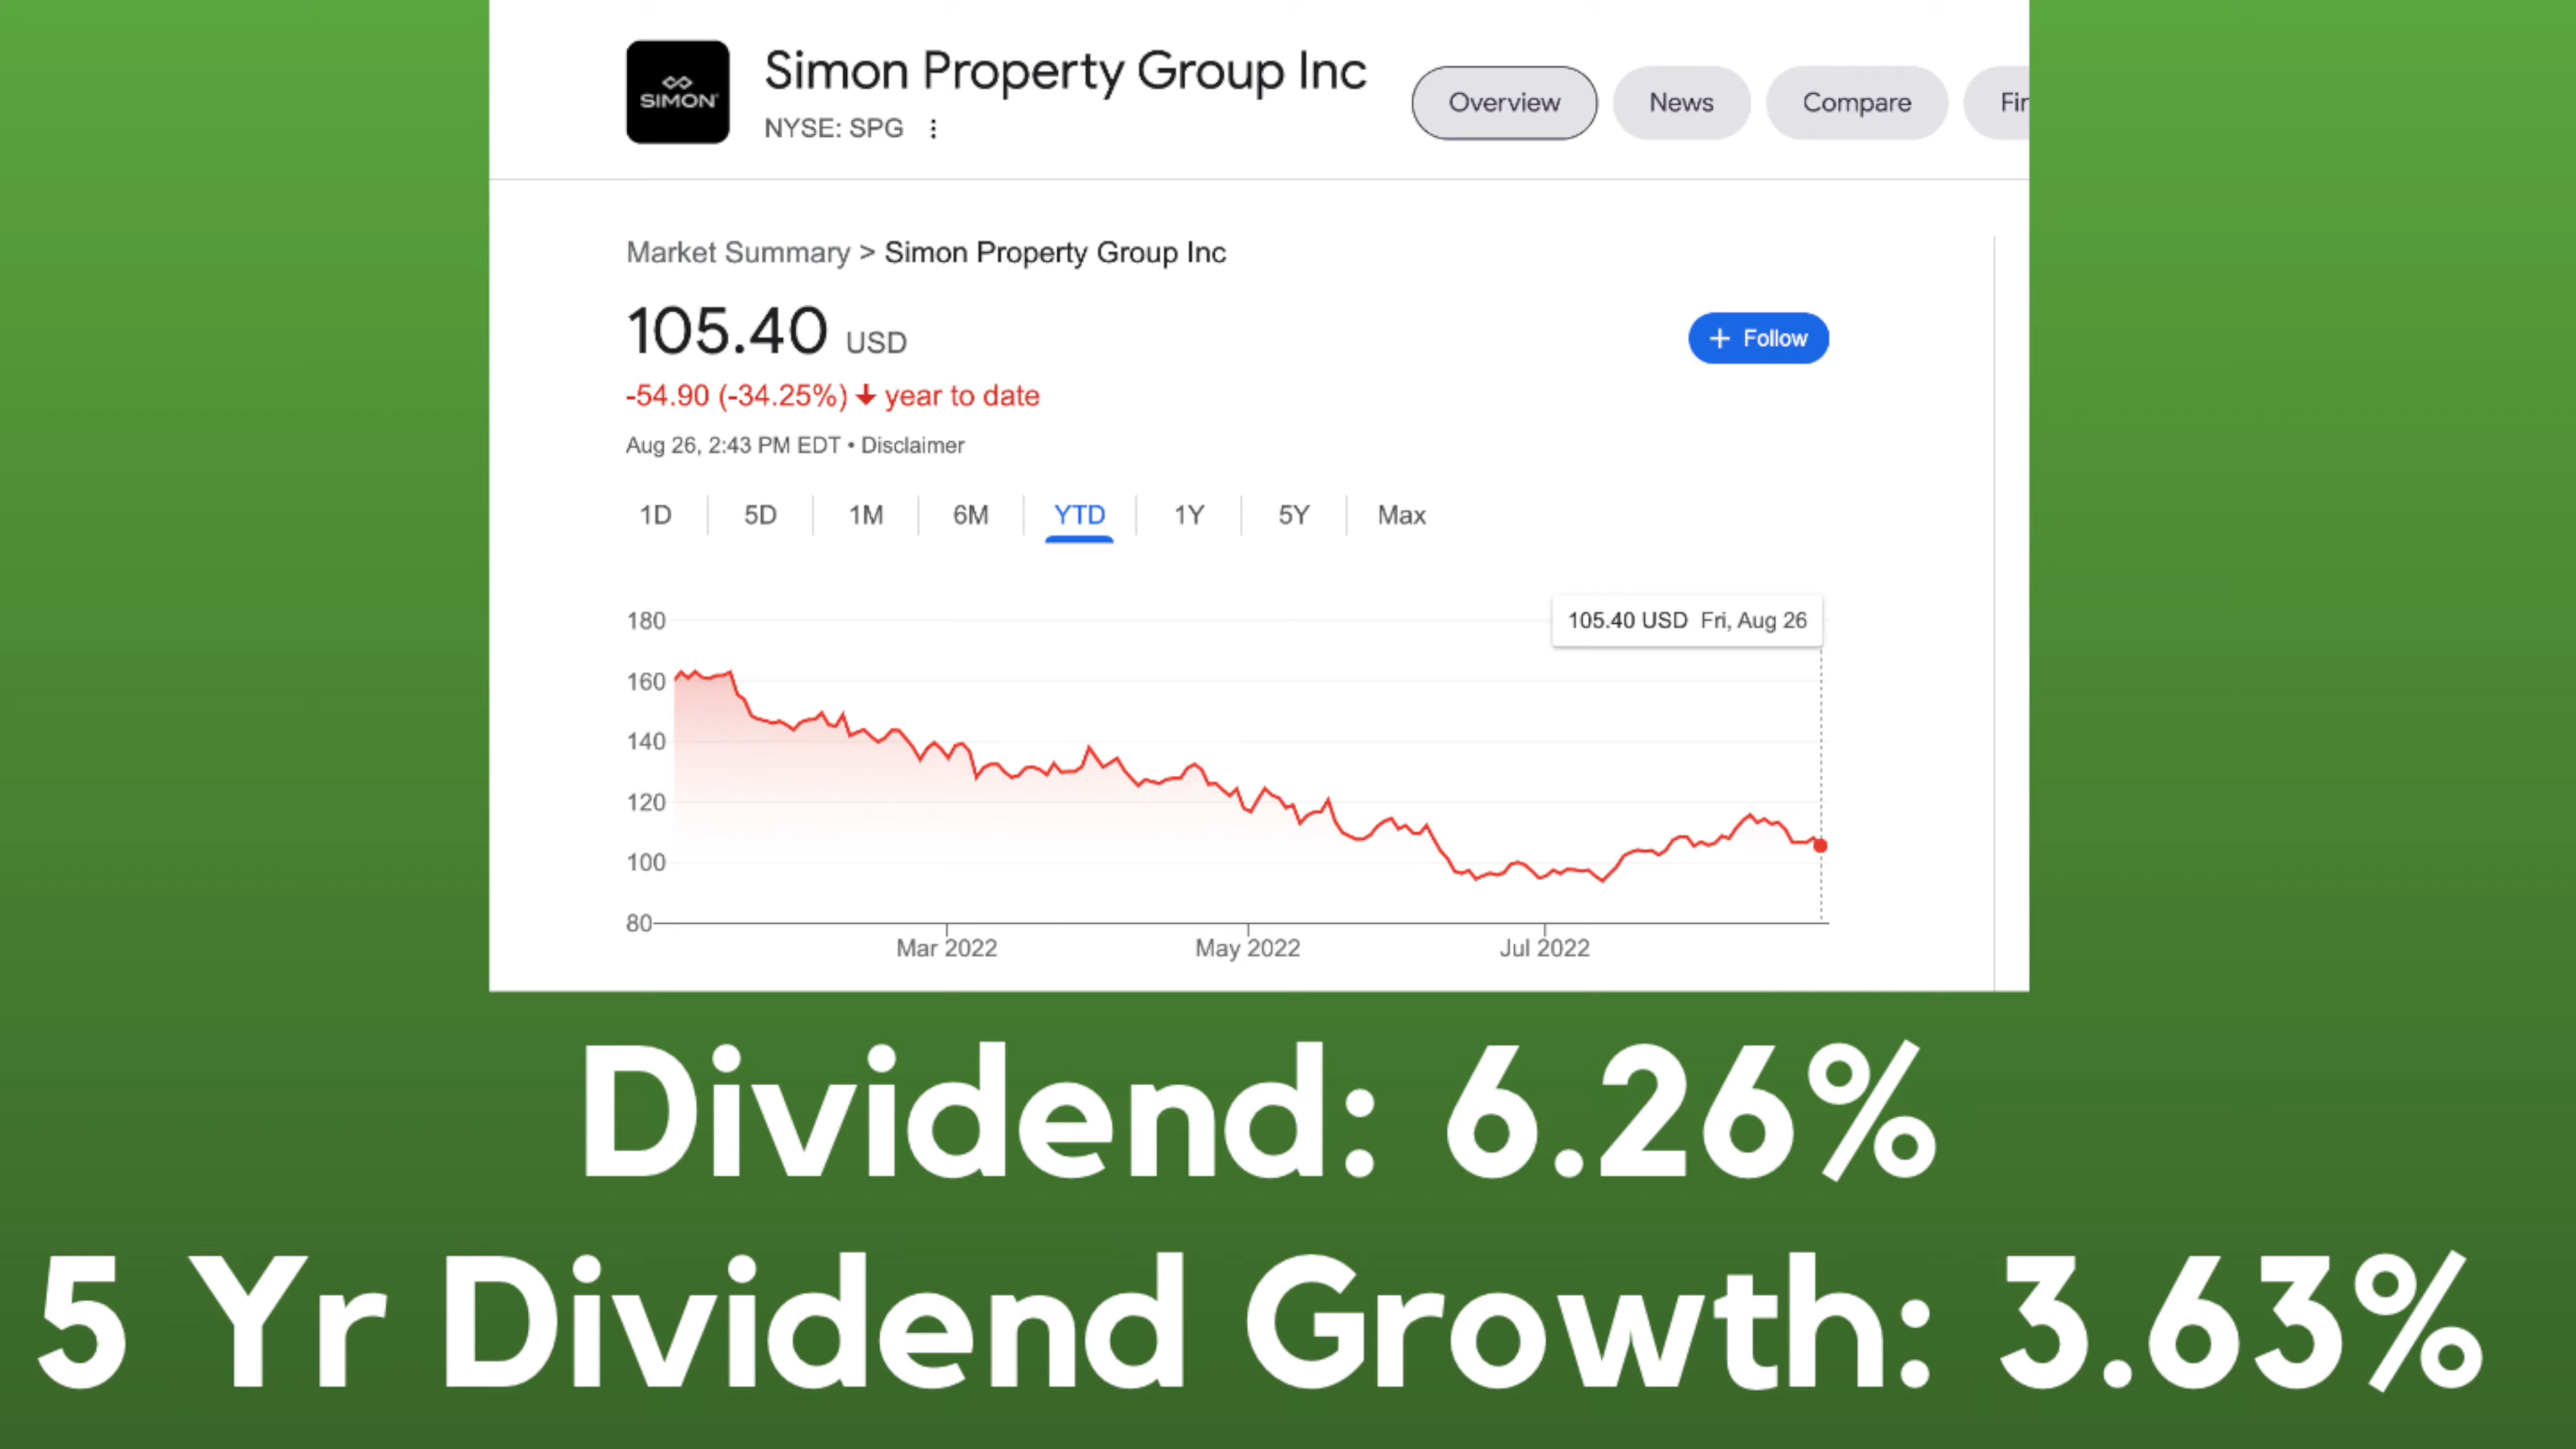 SIMON
Simon Property Group Inc
NYSE: SPG
Overview
News
Compare
Fir
Market Summary > Simon Property Group Inc
105.40 USD
+ Follow
-54.90 (-34.25%) ↓ year to date
Aug 26, 2:43 PM EDT • Disclaimer
1D 5D 1M 6M YTD 1Y 5Y Max
105.40 USD Fri, Aug 26
180
160
140
120
100
80
Mar 2022 May 2022 Jul 2022
Dividend: 6.26%
5 Yr Dividend Growth: 3.63%